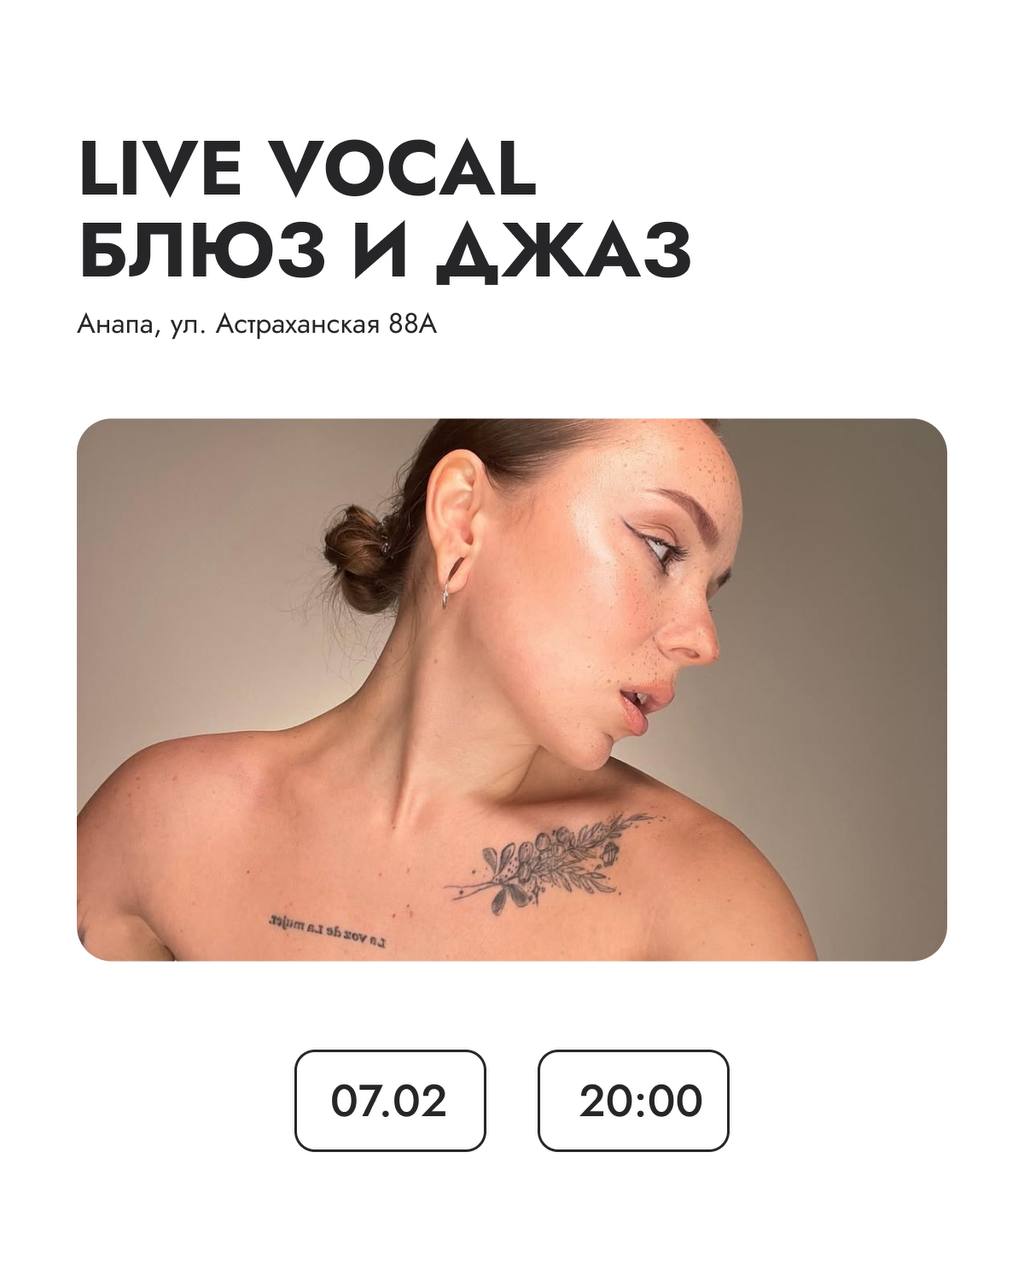 LIVE VOCAL
БЛЮЗ И ДЖАЗ
Анапа, ул. Астраханская 88А
La voz de La mujer.
07.02
20:00